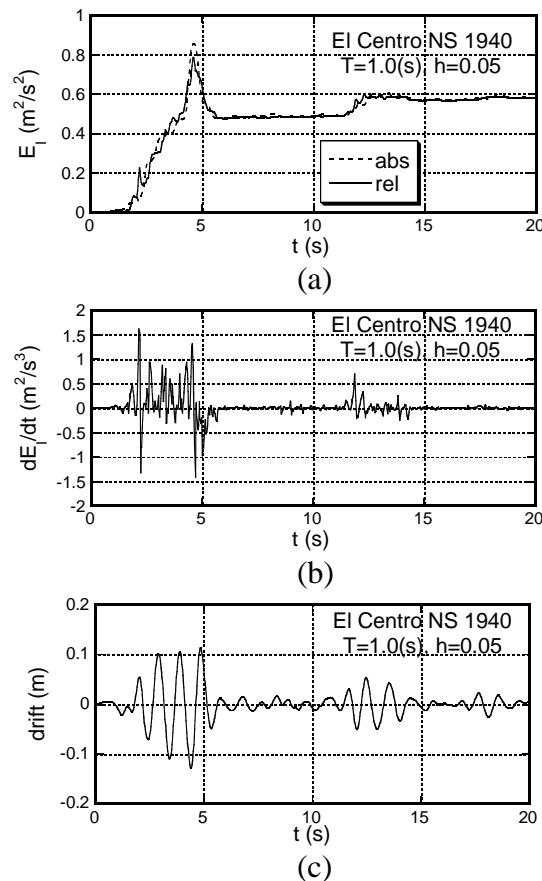 El Centro NS 1940
T=1.0(s), h=0.05
E_I (m²/s²)
1
0.8
0.6
0.4
0.2
0
abs
rel
0 5 10 15 20
t (s)
(a)
El Centro NS 1940
T=1.0(s), h=0.05
dE_I/dt (m²/s³)
2
1.5
1
0.5
0
-0.5
-1
-1.5
-2
0 5 10 15 20
t (s)
(b)
El Centro NS 1940
T=1.0(s), h=0.05
drift (m)
0.2
0.1
0
-0.1
-0.2
0 5 10 15 20
t (s)
(c)